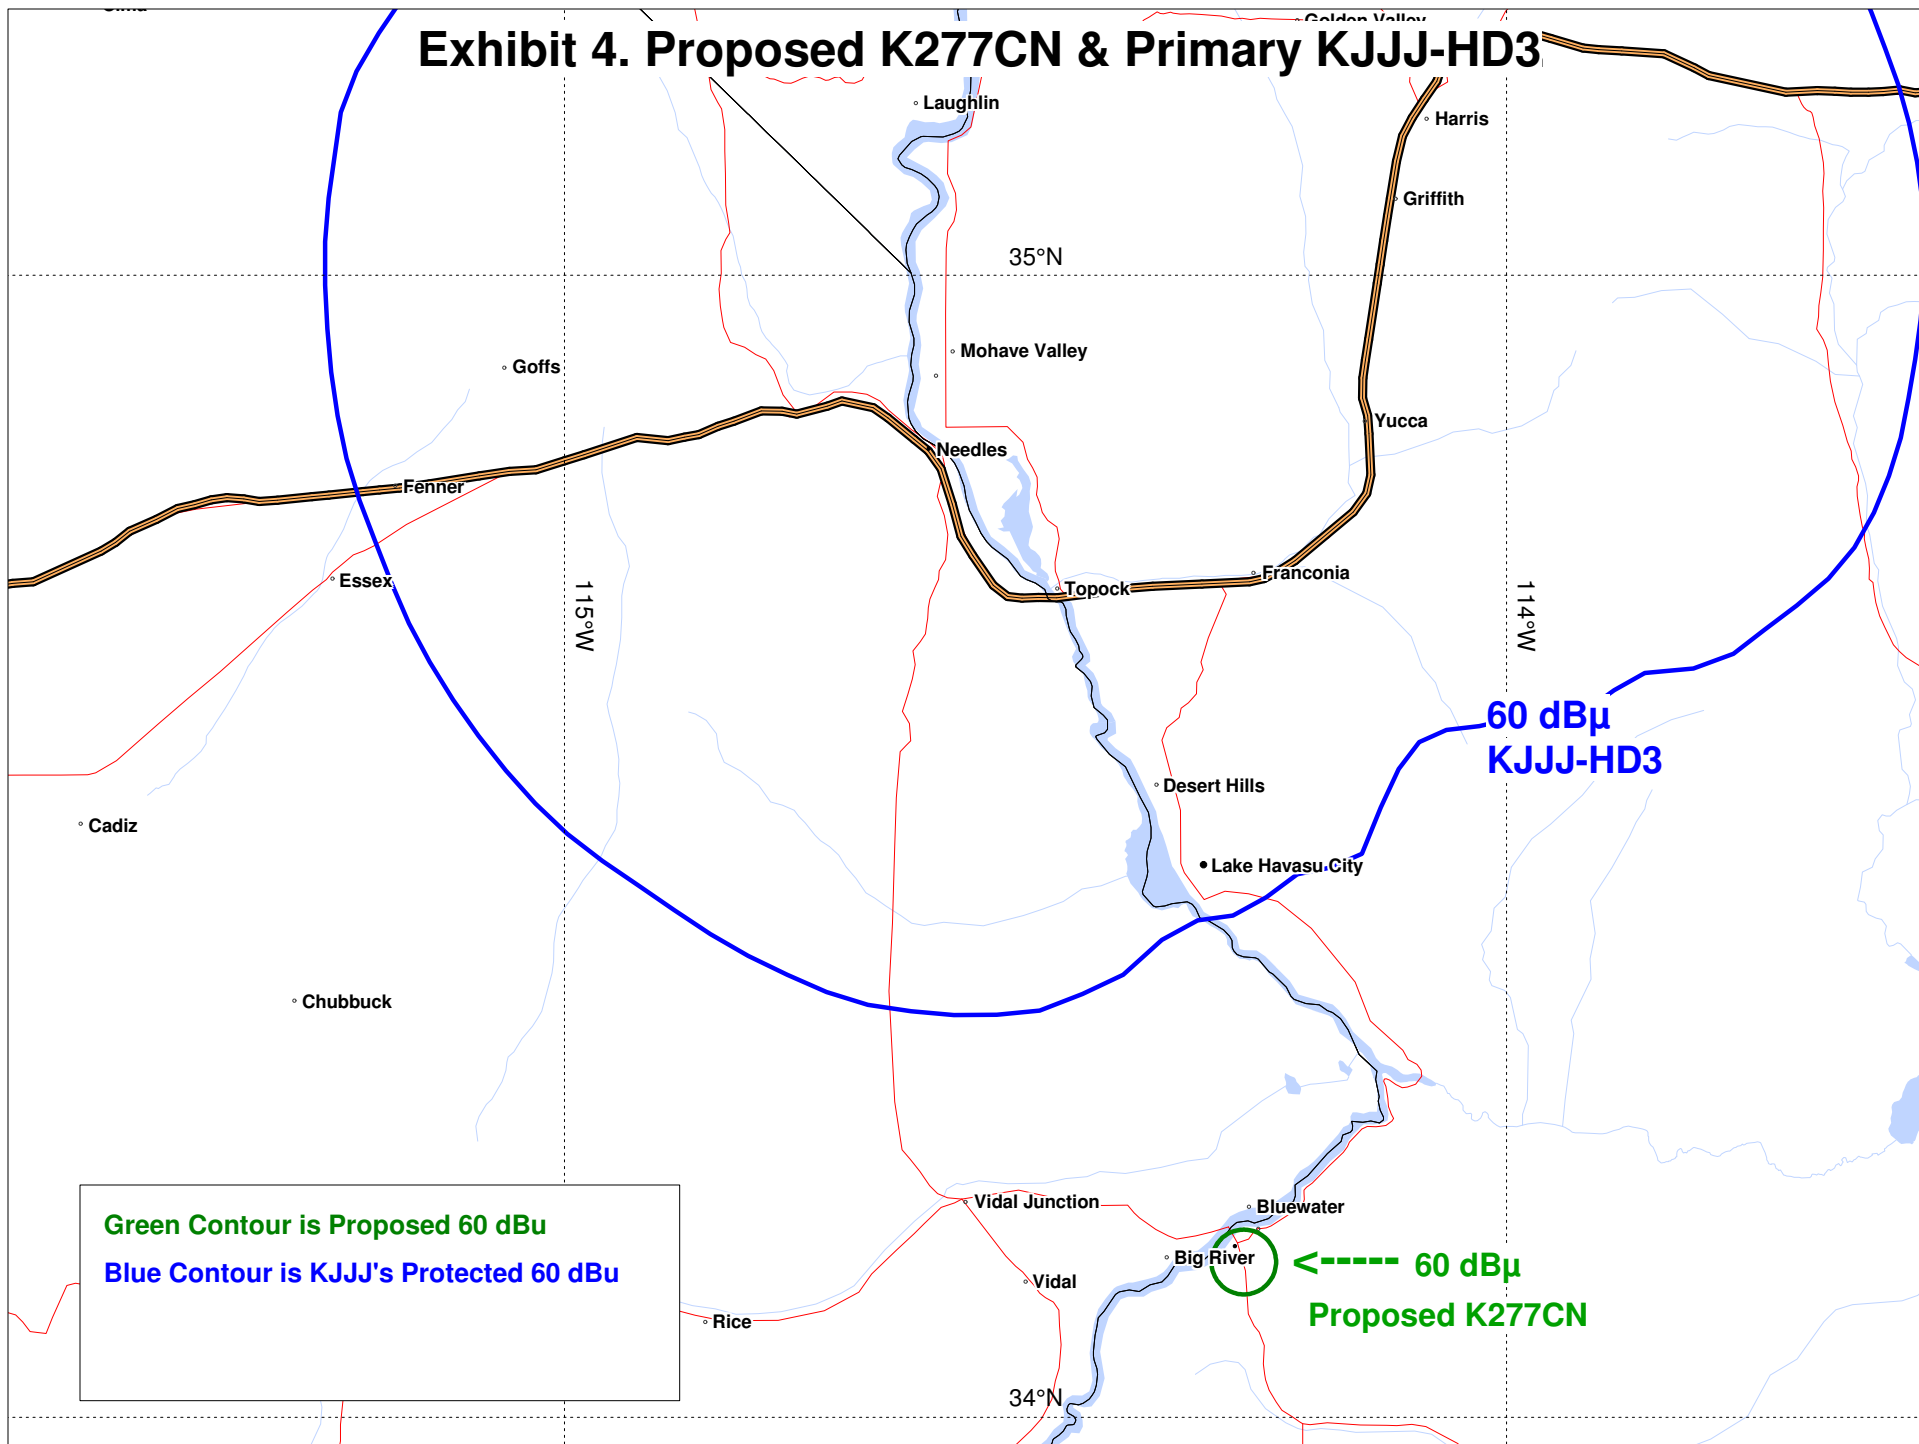 Exhibit 4. Proposed K277CN & Primary KJJJ-HD3
Golden Valley
Laughlin
Harris
Griffith
35°N
Mohave Valley
Goffs
Yucca
Needles
Fenner
Franconia
Essex
Topock
115°W
114°W
60 dBµ
KJJJ-HD3
Desert Hills
Cadiz
Lake Havasu City
Chubbuck
Vidal Junction
Bluewater
Green Contour is Proposed 60 dBu
Big River
<----- 60 dBµ
Blue Contour is KJJJ's Protected 60 dBu
Vidal
Proposed K277CN
Rice
34°N